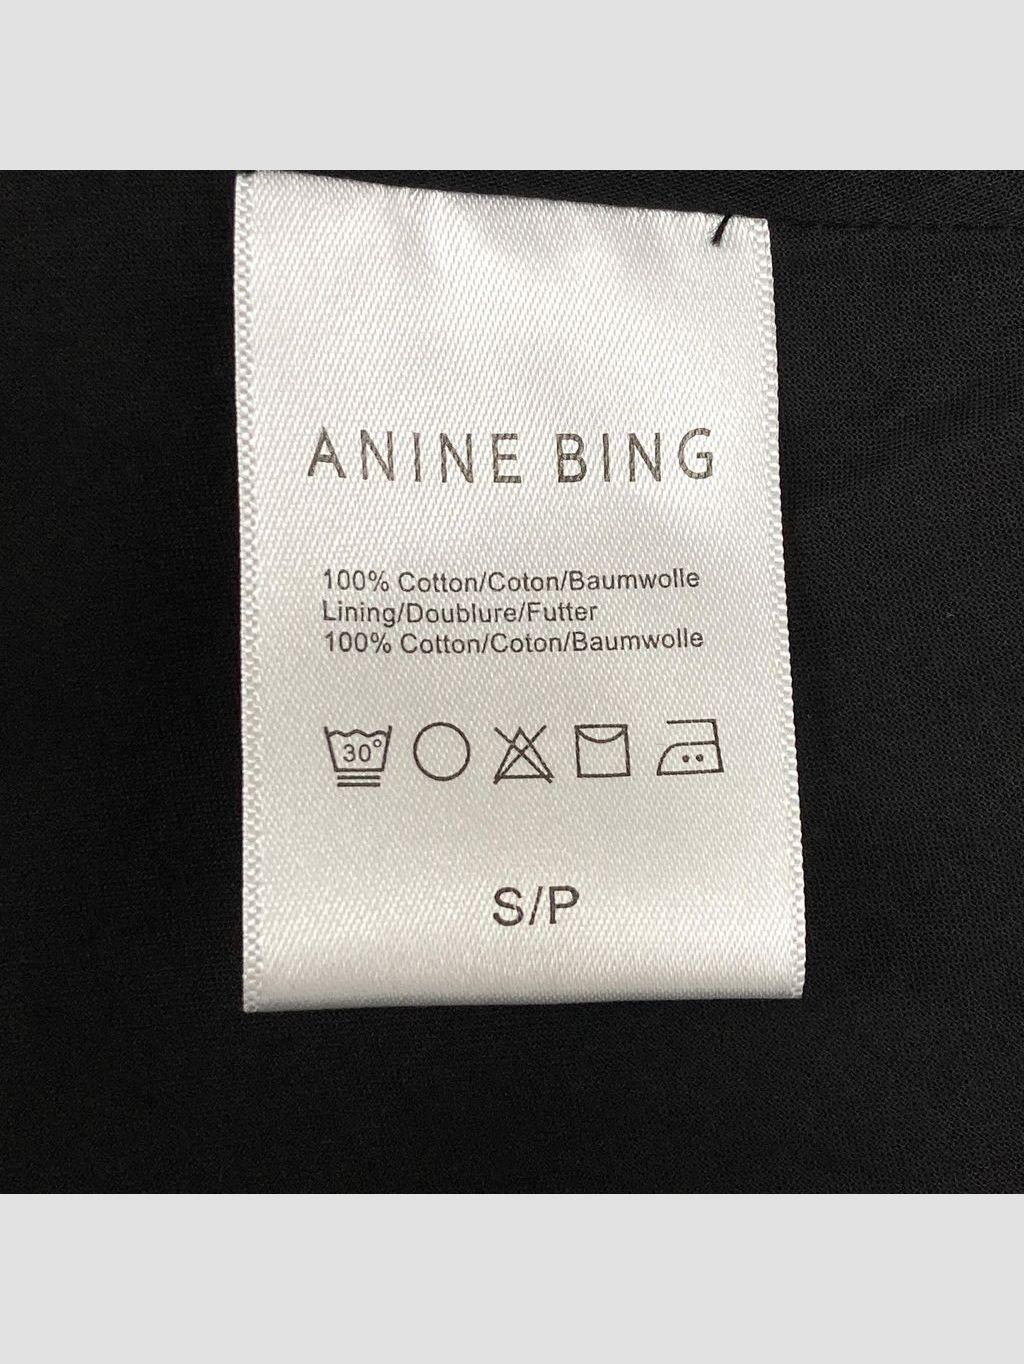 ANINE BING
100% Cotton/Coton/Baumwolle
Lining/Doublure/Futter
100% Cotton/Coton/Baumwolle
30°
S/P